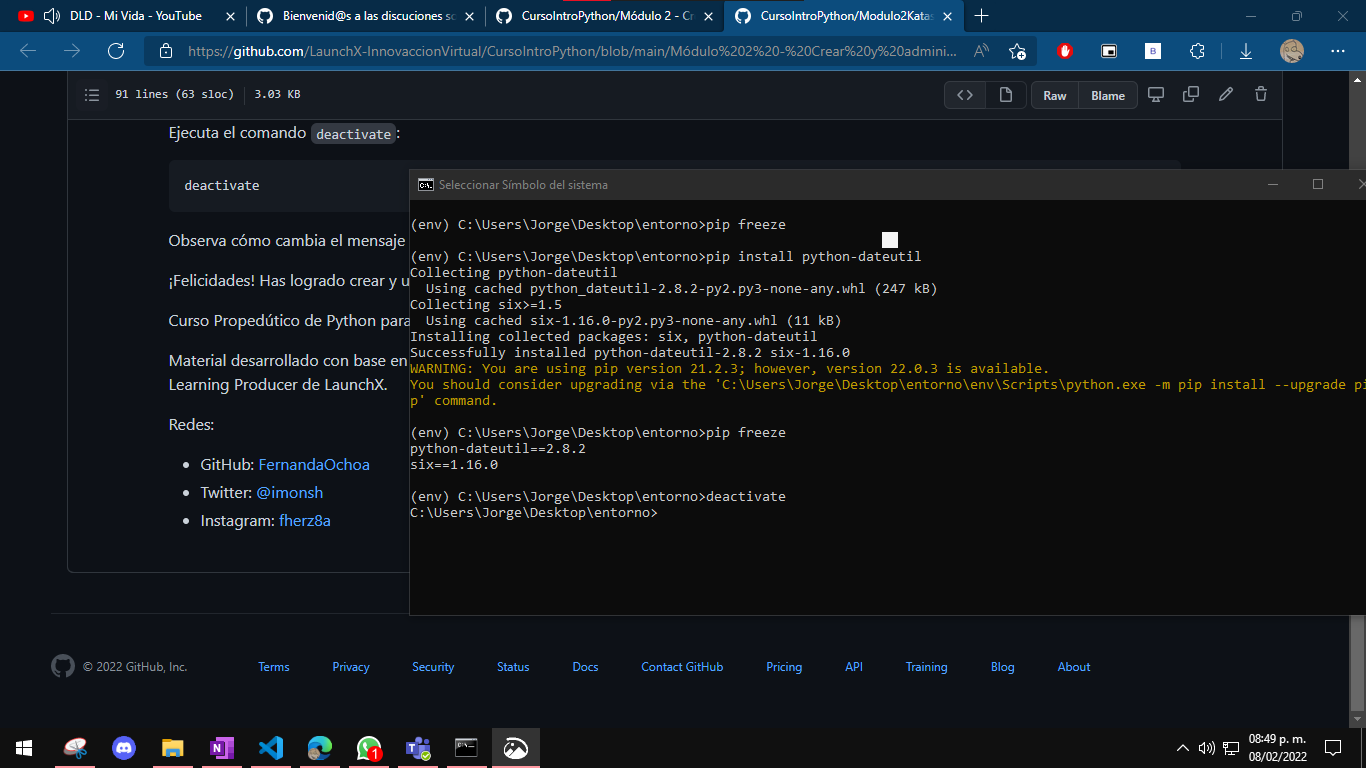 DLD - Mi Vida - YouTube
Bienvenid@s a las discuciones so
CursoIntroPython/Módulo 2 - Cr
CursoIntroPython/Modulo2Katas
https://github.com/LaunchX-InnovaccionVirtual/CursoIntroPython/blob/main/Módulo%202%20-%20Crear%20y%20admini...
91 lines (63 sloc) 3.03 KB
Raw
Blame
Ejecuta el comando deactivate:
deactivate
Observa cómo cambia el mensaje
¡Felicidades! Has logrado crear y u
Curso Propedútico de Python para
Material desarrollado con base en
Learning Producer de LaunchX.
Redes:
GitHub: FernandaOchoa
Twitter: @imonsh
Instagram: fherz8a
Seleccionar Símbolo del sistema
(env) C:\Users\Jorge\Desktop\entorno>pip freeze
(env) C:\Users\Jorge\Desktop\entorno>pip install python-dateutil
Collecting python-dateutil
Using cached python_dateutil-2.8.2-py2.py3-none-any.whl (247 kB)
Collecting six>=1.5
Using cached six-1.16.0-py2.py3-none-any.whl (11 kB)
Installing collected packages: six, python-dateutil
Successfully installed python-dateutil-2.8.2 six-1.16.0
WARNING: You are using pip version 21.2.3; however, version 22.0.3 is available.
You should consider upgrading via the 'C:\Users\Jorge\Desktop\entorno\env\Scripts\python.exe -m pip install --upgrade pi
p' command.
(env) C:\Users\Jorge\Desktop\entorno>pip freeze
python-dateutil==2.8.2
six==1.16.0
(env) C:\Users\Jorge\Desktop\entorno>deactivate
C:\Users\Jorge\Desktop\entorno>
© 2022 GitHub, Inc.
Terms
Privacy
Security
Status
Docs
Contact GitHub
Pricing
API
Training
Blog
About
1
08:49 p. m.
08/02/2022